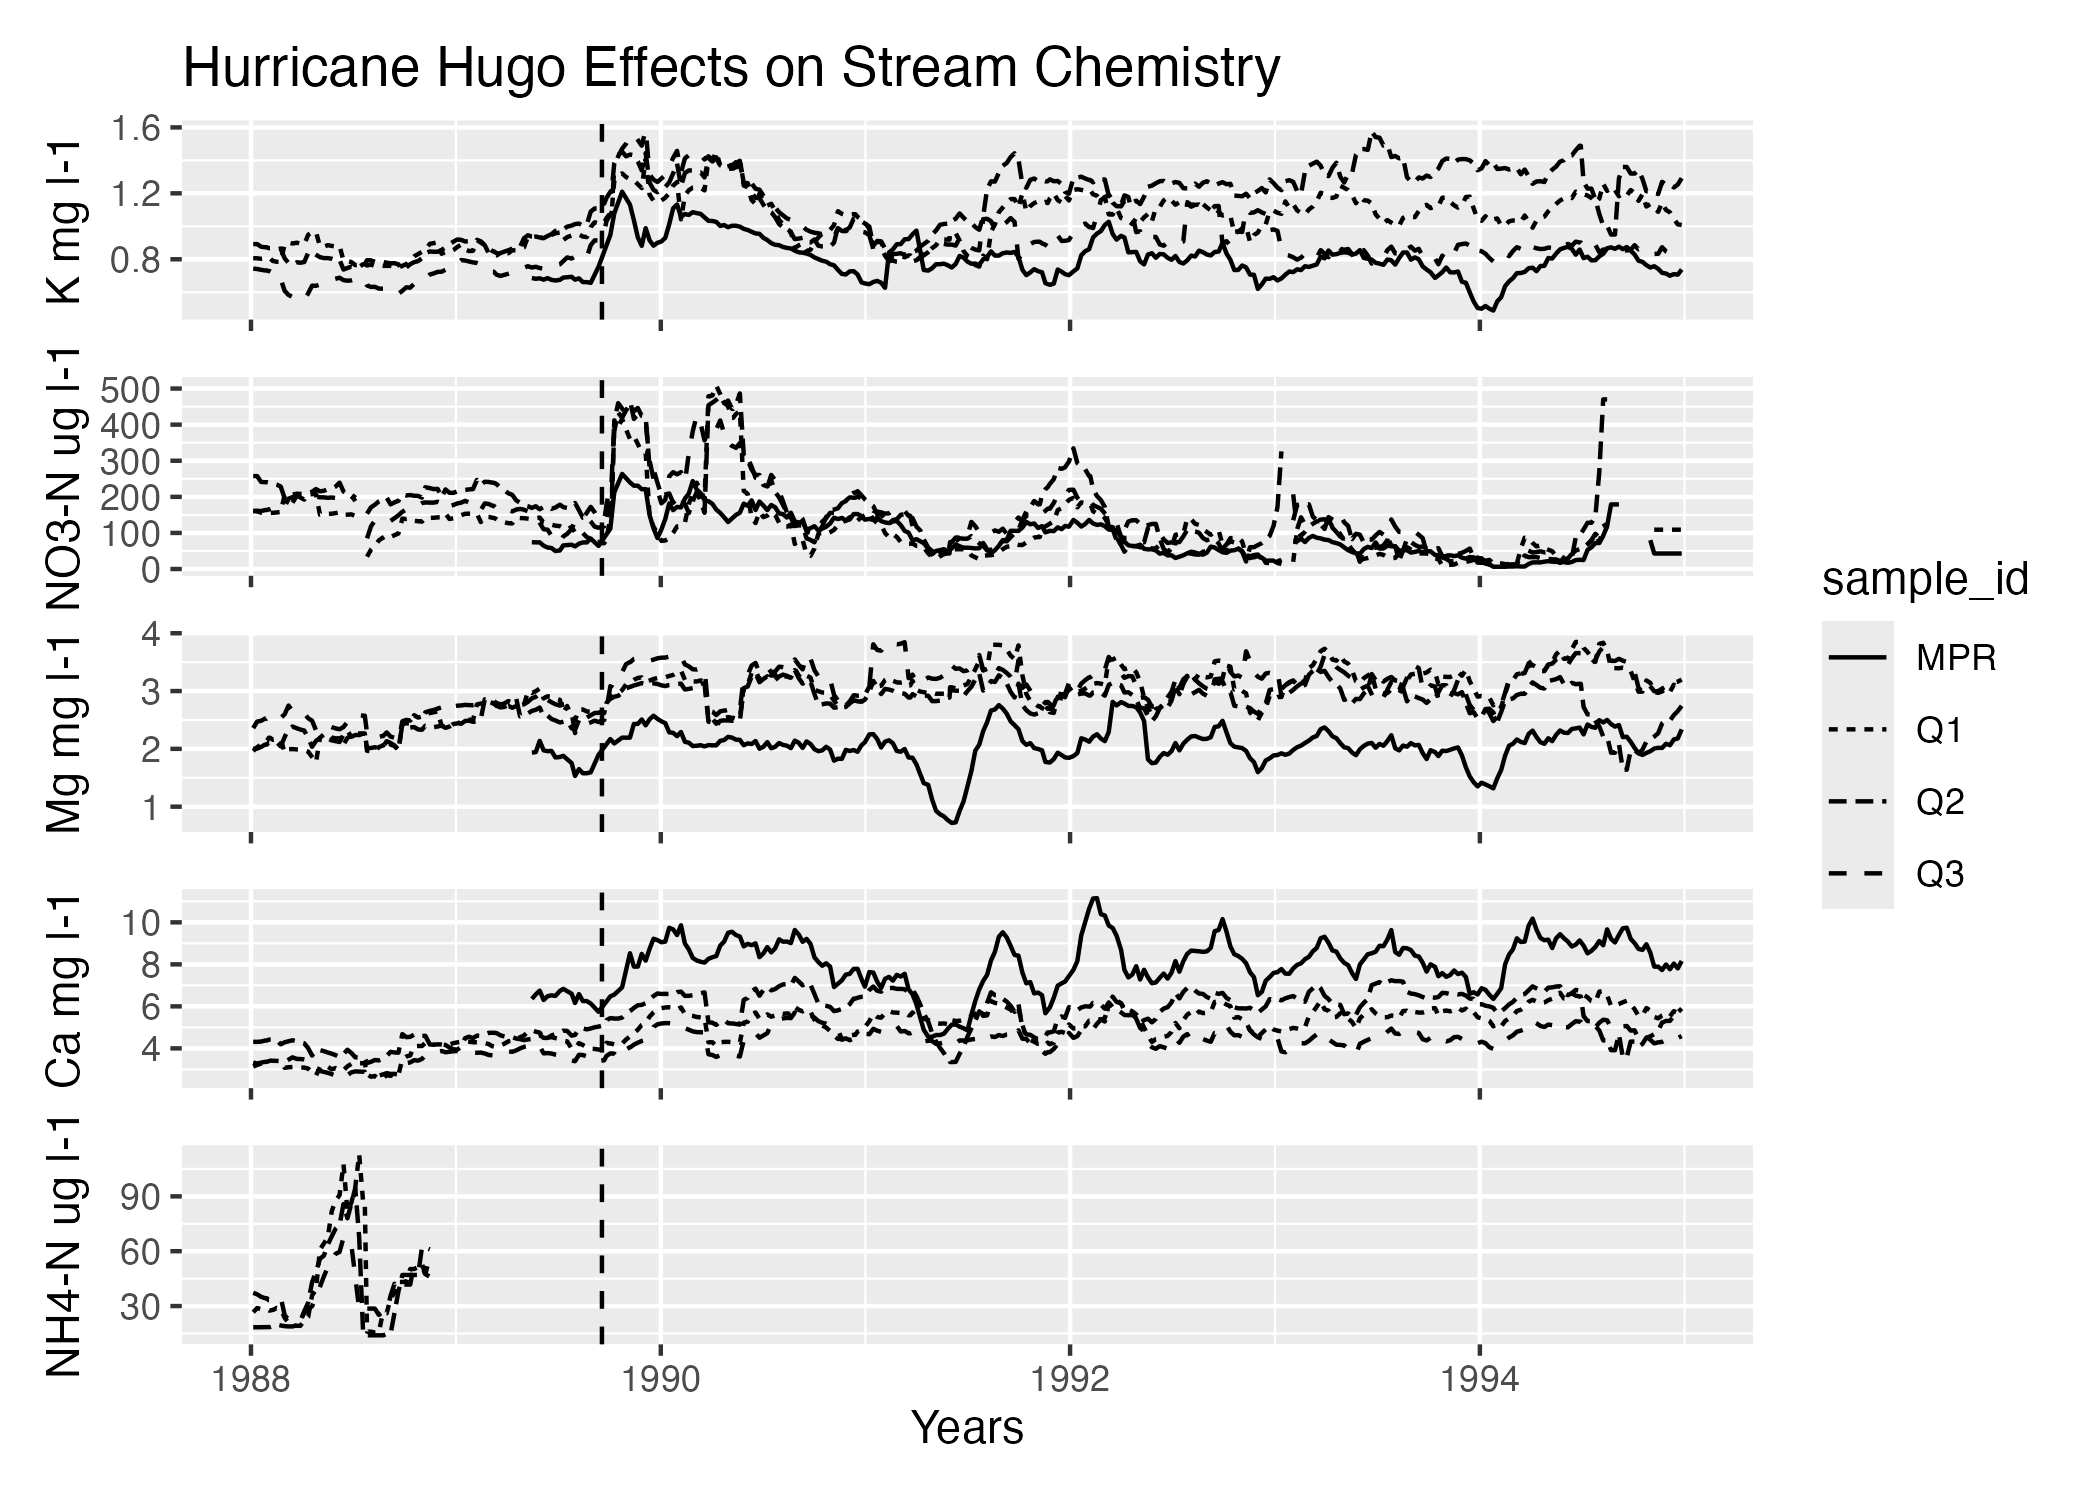 Hurricane Hugo Effects on Stream Chemistry
K mg l-1
1.6
1.2
0.8
NO3-N ug l-1
500
400
300
200
100
0
Mg mg l-1
4
3
2
1
Ca mg l-1
10
8
6
4
NH4-N ug l-1
90
60
30
1988
1990
1992
1994
Years
sample_id
MPR
Q1
Q2
Q3